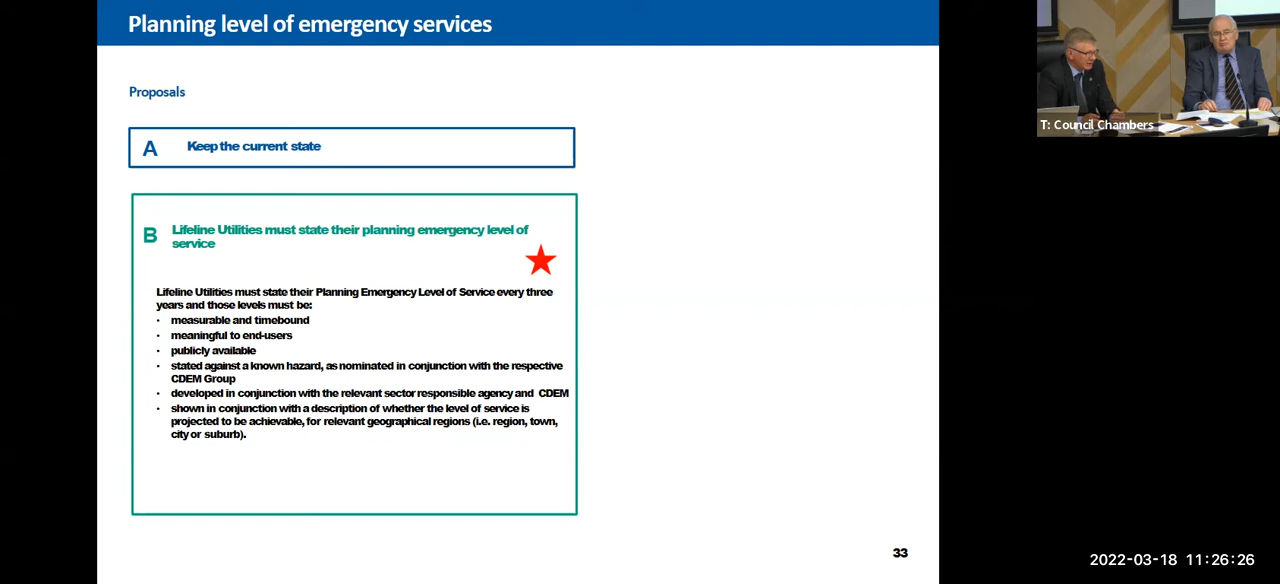 Planning level of emergency services
Proposals
A Keep the current state
B Lifeline Utilities must state their planning emergency level of
service
Lifeline Utilities must state their Planning Emergency Level of Service every three
years and those levels must be:
· measurable and timebound
· meaningful to end-users
· publicly available
· stated against a known hazard, as nominated in conjunction with the respective
CDEM Group
· developed in conjunction with the relevant sector responsible agency and CDEM
· shown in conjunction with a description of whether the level of service is
projected to be achievable, for relevant geographical regions (i.e. region, town,
city or suburb).
33
T: Council Chambers
2022-03-18 11:26:26